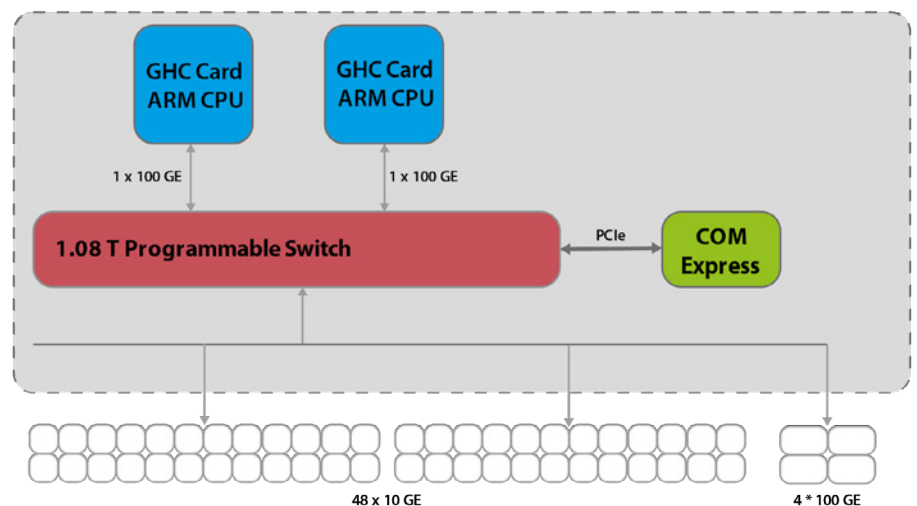 GHC Card
ARM CPU
GHC Card
ARM CPU
1 x 100 GE
1 x 100 GE
1.08 T Programmable Switch
PCIe
COM
Express
48 x 10 GE
4 * 100 GE